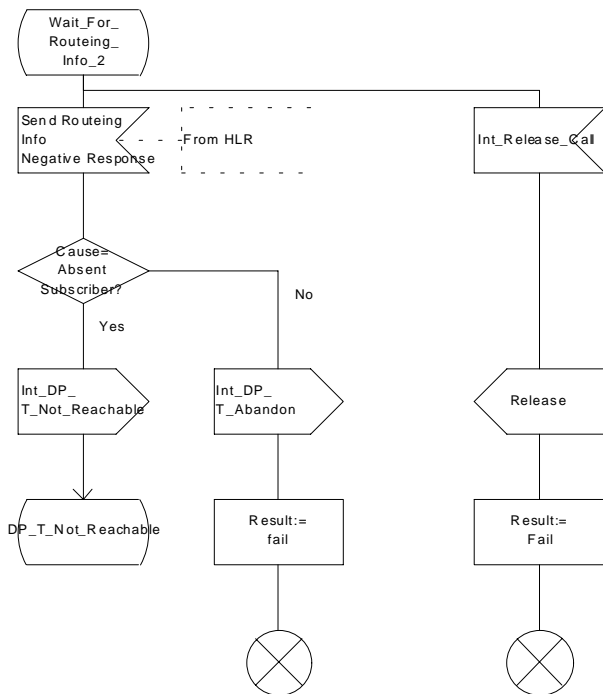 Wait_For_
Routeing_
Info_2
Send Routeing
Info
Negative Response
From HLR
Int_Release_Call
Cause=
Absent
Subscriber?
No
Yes
Int_DP_
T_Not_Reachable
Int_DP_
T_Abandon
Release
DP_T_Not_Reachable
Result:=
fail
Result:=
Fail